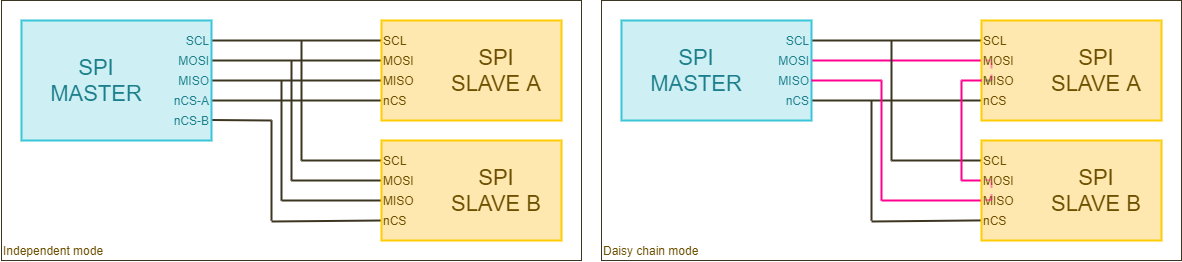 SPI
MASTER
SCL
MOSI
MISO
nCS-A
nCS-B
SCL
MOSI
MISO
nCS
SPI
SLAVE A
SCL
MOSI
MISO
nCS
SPI
SLAVE B
Independent mode
SPI
MASTER
SCL
MOSI
MISO
nCS
SCL
MOSI
MISO
nCS
SPI
SLAVE A
SCL
MOSI
MISO
nCS
SPI
SLAVE B
Daisy chain mode